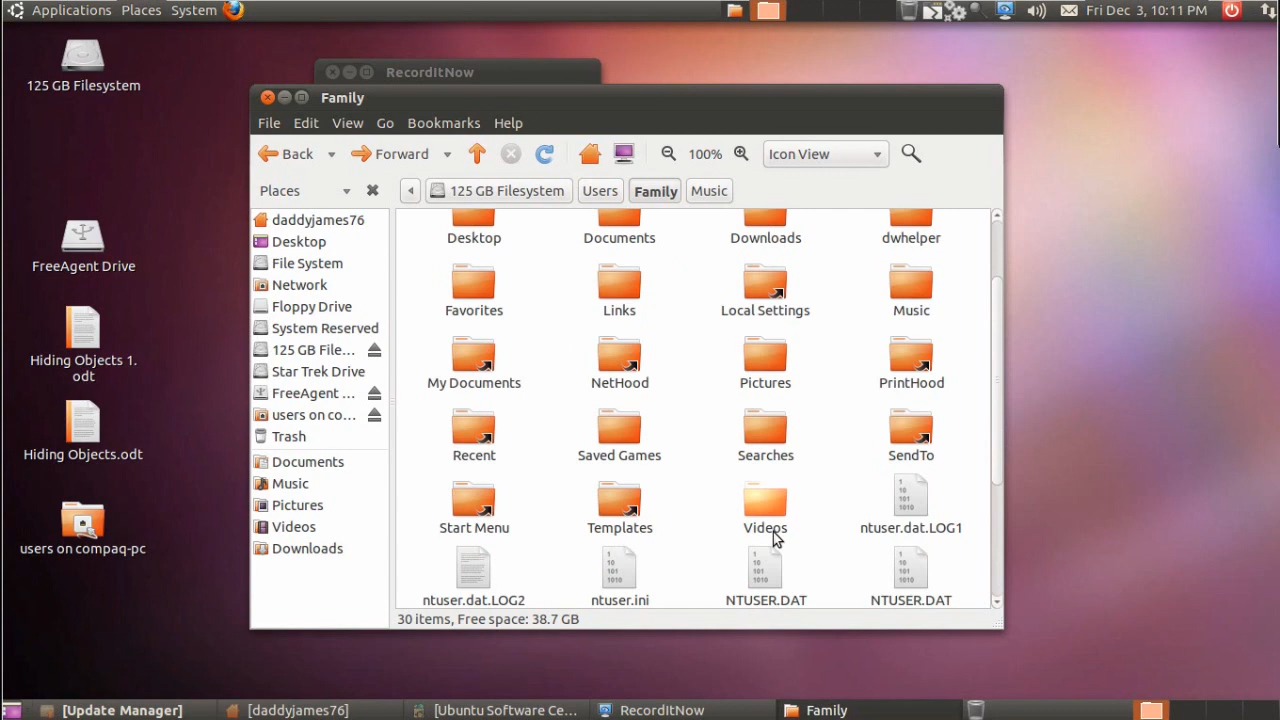 Applications Places System
Fri Dec 3, 10:11 PM
125 GB Filesystem
FreeAgent Drive
Hiding Objects 1.
odt
Hiding Objects.odt
users on compaq-pc
RecordItNow
Family
File Edit View Go Bookmarks Help
Back Forward 100% Icon View
Places 125 GB Filesystem Users Family Music
daddyjames76
Desktop
File System
Network
Floppy Drive
System Reserved
125 GB File...
Star Trek Drive
FreeAgent ...
users on co...
Trash
Documents
Music
Pictures
Videos
Downloads
Desktop Documents Downloads dwhelper
Favorites Links Local Settings Music
My Documents NetHood Pictures PrintHood
Recent Saved Games Searches SendTo
Start Menu Templates Videos ntuser.dat.LOG1
ntuser.dat.LOG2 ntuser.ini NTUSER.DAT NTUSER.DAT
30 items, Free space: 38.7 GB
[Update Manager] [daddyjames76] [Ubuntu Software Ce... RecordItNow Family